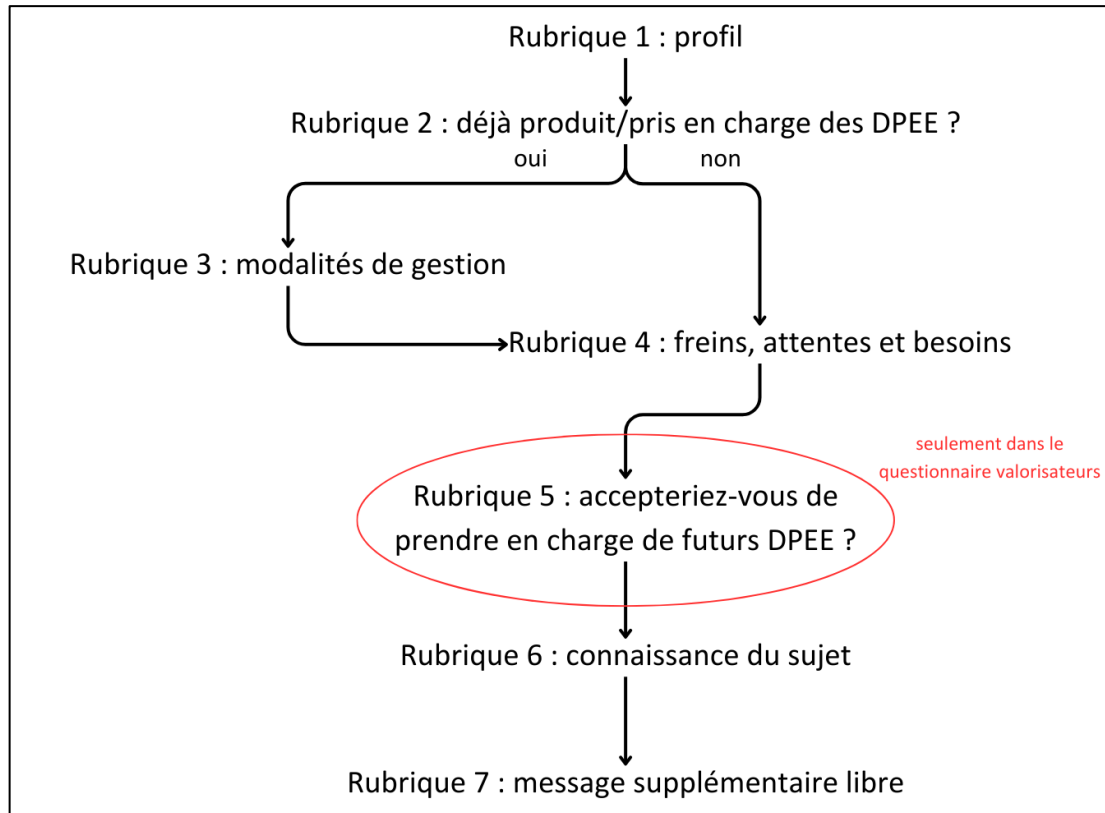 Rubrique 1 : profil
Rubrique 2 : déjà produit/pris en charge des DPEE ?
oui
non
Rubrique 3 : modalités de gestion
Rubrique 4 : freins, attentes et besoins
seulement dans le
questionnaire valorisateurs
Rubrique 5 : accepteriez-vous de
prendre en charge de futurs DPEE ?
Rubrique 6 : connaissance du sujet
Rubrique 7 : message supplémentaire libre